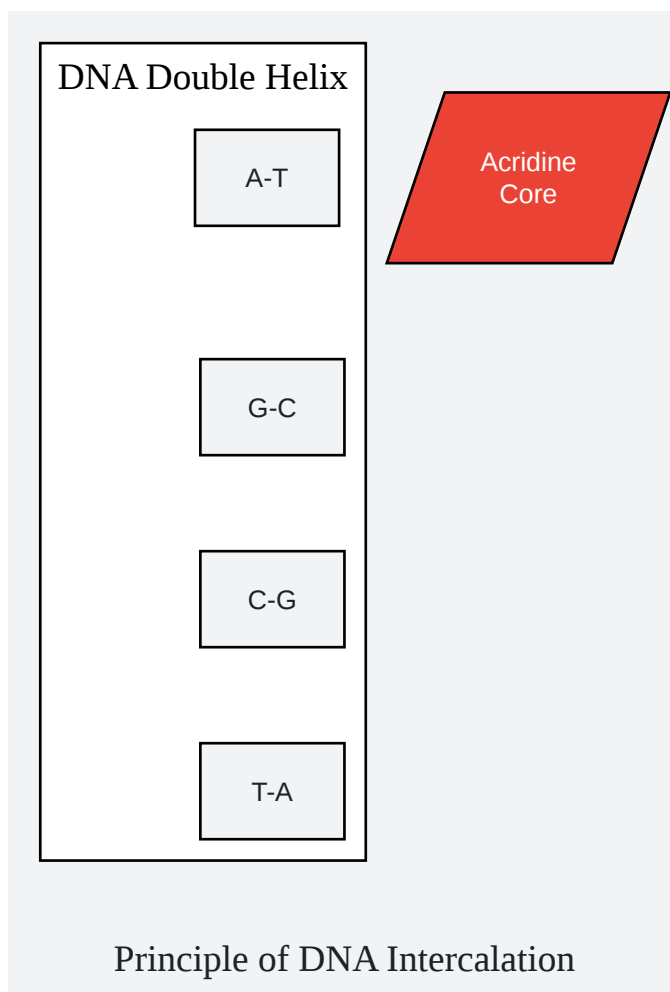 DNA Double Helix
A-T
Acridine
Core
G-C
C-G
T-A
Principle of DNA Intercalation